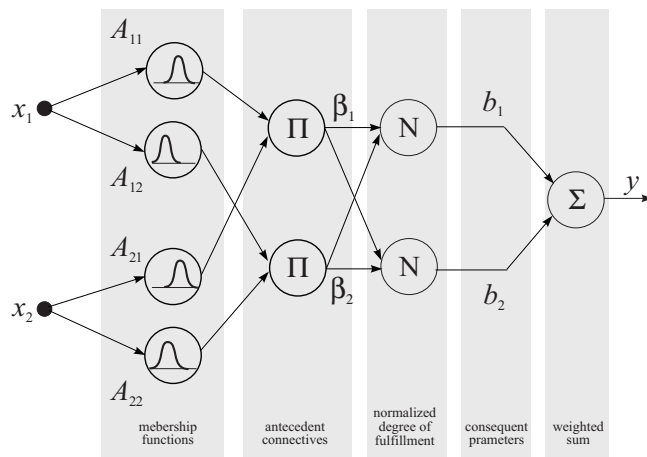 A11
x1
A12
A21
x2
A22
Π
Π
β1
β2
N
N
b1
b2
Σ
y
mebership
functions
antecedent
connectives
normalized
degree of
fulfillment
consequent
prameters
weighted
sum